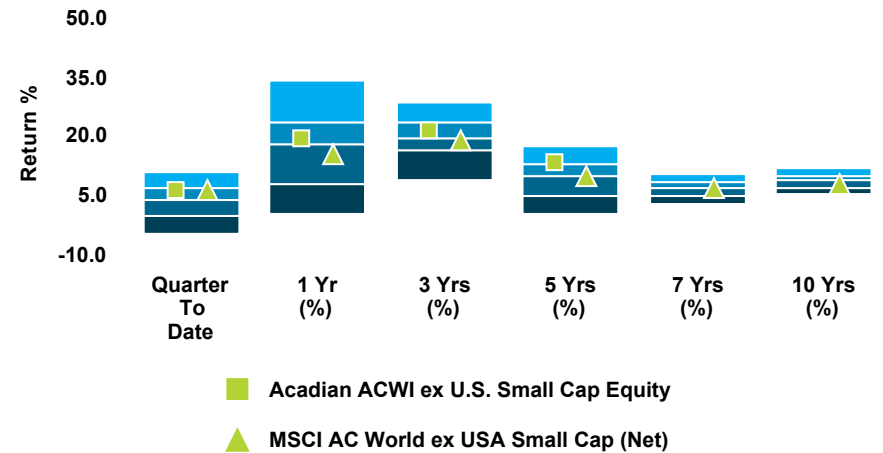 50.0
35.0
20.0
5.0
-10.0
Return %
Quarter
To
Date
1 Yr
(%)
3 Yrs
(%)
5 Yrs
(%)
7 Yrs
(%)
10 Yrs
(%)
Acadian ACWI ex U.S. Small Cap Equity
MSCI AC World ex USA Small Cap (Net)